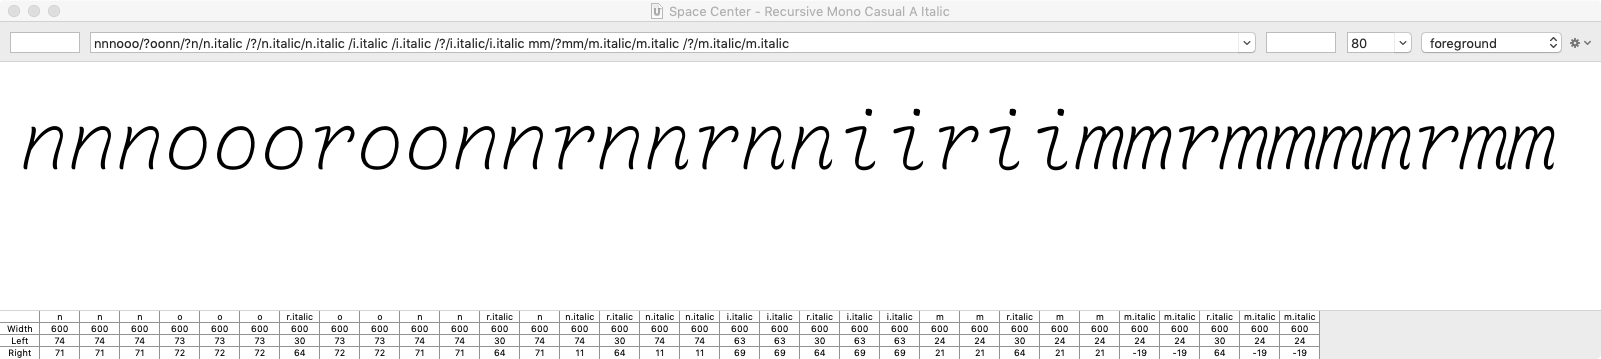 Space Center - Recursive Mono Casual A Italic
nnnooo/?oonn/?n/n.italic /?/n.italic/n.italic /i.italic /i.italic /?/i.italic/i.italic mm/?mm/m.italic/m.italic /?/m.italic/m.italic 80 foreground
nnnoooroonnrnnrnniiriimmrmmmmrmm
n n n o o o r.italic o o n n r.italic n n.italic r.italic n.italic n.italic i.italic i.italic r.italic i.italic i.italic m m r.italic m m m.italic m.italic r.italic m.italic m.italic
Width 600 600 600 600 600 600 600 600 600 600 600 600 600 600 600 600 600 600 600 600 600 600 600 600 600 600 600 600 600 600 600 600
Left 74 74 74 73 73 73 30 73 73 74 74 30 74 74 30 74 74 63 63 30 63 63 24 24 30 24 24 24 24 30 24 24
Right 71 71 71 72 72 72 64 72 72 71 71 64 71 11 64 11 11 69 69 64 69 69 21 21 64 21 21 -19 -19 64 -19 -19